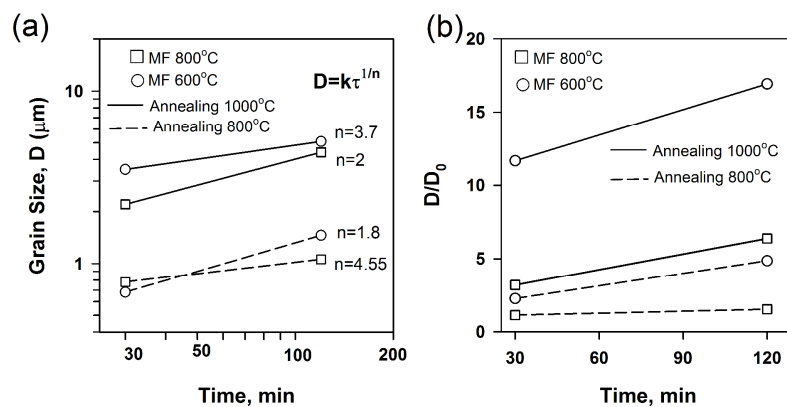 (a)
MF 800°C
MF 600°C
D=kτ^1/n
Annealing 1000°C
Annealing 800°C
n=3.7
n=2
n=1.8
n=4.55
10
1
Grain Size, D (μm)
30
50
100
200
Time, min
(b)
MF 800°C
MF 600°C
Annealing 1000°C
Annealing 800°C
20
15
10
5
0
D/D₀
30
60
90
120
Time, min